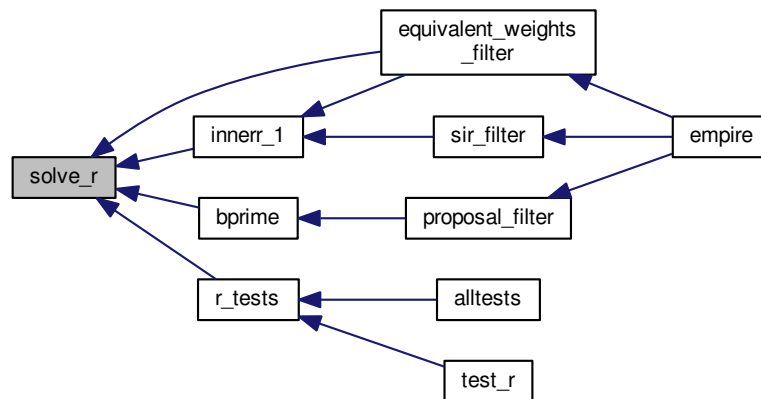 equivalent_weights
_filter
innerr_1
sir_filter
empire
solve_r
bprime
proposal_filter
r_tests
alltests
test_r